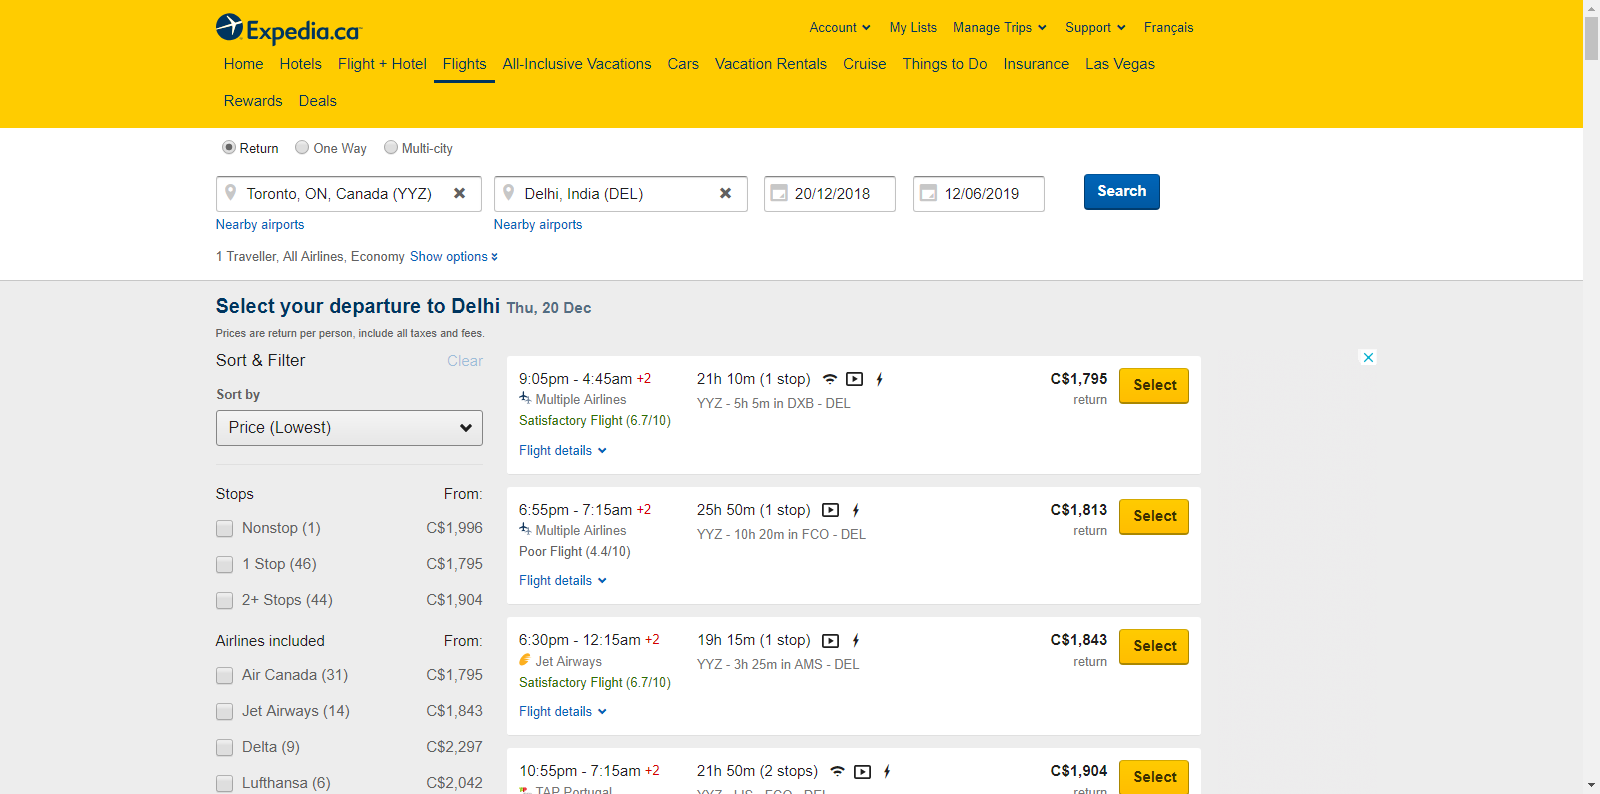 Expedia.ca
Account
My Lists
Manage Trips
Support
Français
Home
Hotels
Flight + Hotel
Flights
All-Inclusive Vacations
Cars
Vacation Rentals
Cruise
Things to Do
Insurance
Las Vegas
Rewards
Deals
Return
One Way
Multi-city
Toronto, ON, Canada (YYZ)
Delhi, India (DEL)
20/12/2018
12/06/2019
Search
Nearby airports
Nearby airports
1 Traveller, All Airlines, Economy Show options
Select your departure to Delhi Thu, 20 Dec
Prices are return per person, include all taxes and fees.
Sort & Filter
Clear
Sort by
Price (Lowest)
Stops From:
Nonstop (1) C$1,996
1 Stop (46) C$1,795
2+ Stops (44) C$1,904
Airlines included From:
Air Canada (31) C$1,795
Jet Airways (14) C$1,843
Delta (9) C$2,297
Lufthansa (6) C$2,042
9:05pm - 4:45am +2
Multiple Airlines
Satisfactory Flight (6.7/10)
Flight details
21h 10m (1 stop)
YYZ - 5h 5m in DXB - DEL
C$1,795
return
Select
6:55pm - 7:15am +2
Multiple Airlines
Poor Flight (4.4/10)
Flight details
25h 50m (1 stop)
YYZ - 10h 20m in FCO - DEL
C$1,813
return
Select
6:30pm - 12:15am +2
Jet Airways
Satisfactory Flight (6.7/10)
Flight details
19h 15m (1 stop)
YYZ - 3h 25m in AMS - DEL
C$1,843
return
Select
10:55pm - 7:15am +2
TAP Portugal
21h 50m (2 stops)
YYZ - LIS - FCO - DEL
C$1,904
return
Select